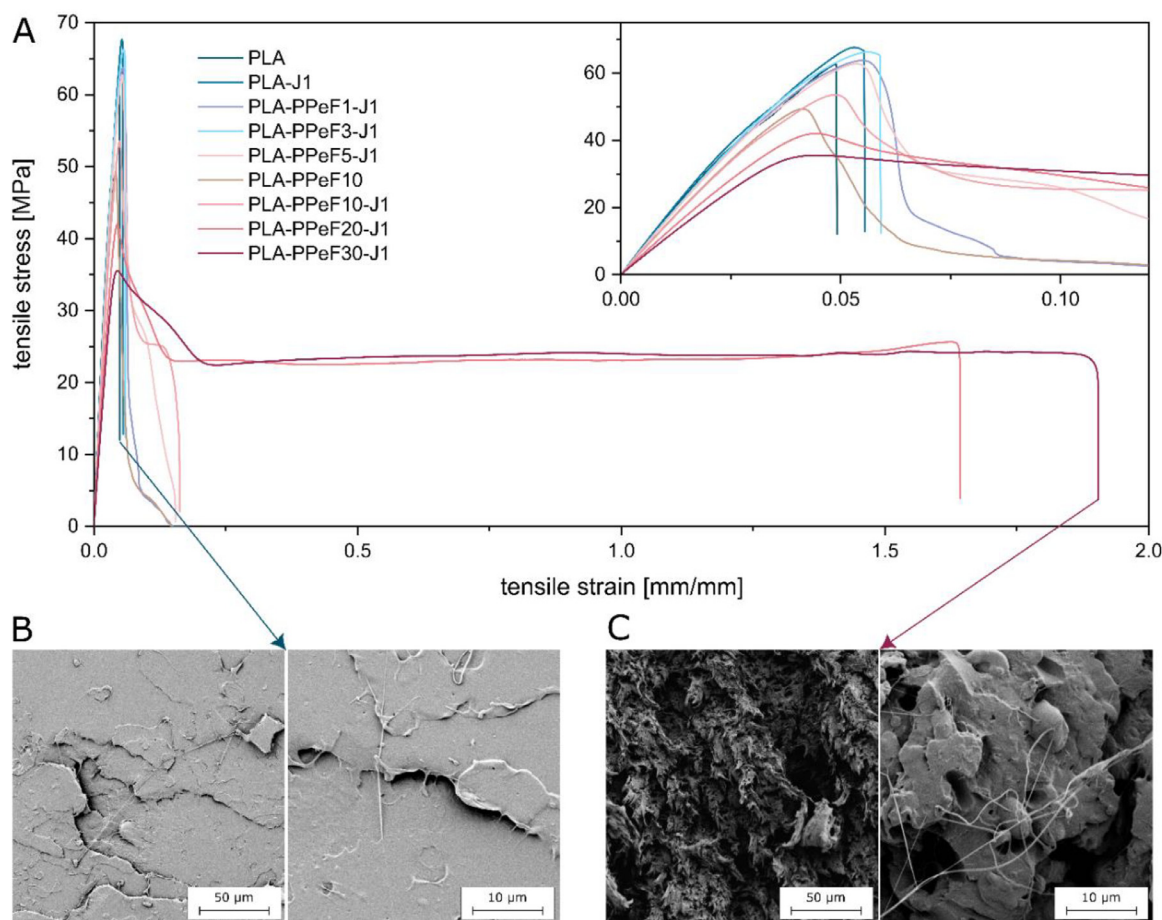 A
70
60
50
40
30
20
10
0
tensile stress [MPa]
PLA
PLA-J1
PLA-PPeF1-J1
PLA-PPeF3-J1
PLA-PPeF5-J1
PLA-PPeF10
PLA-PPeF10-J1
PLA-PPeF20-J1
PLA-PPeF30-J1
60
40
20
0
0.00 0.05 0.10
0.0 0.5 1.0 1.5 2.0
tensile strain [mm/mm]
B
C
50 µm
10 µm
50 µm
10 µm